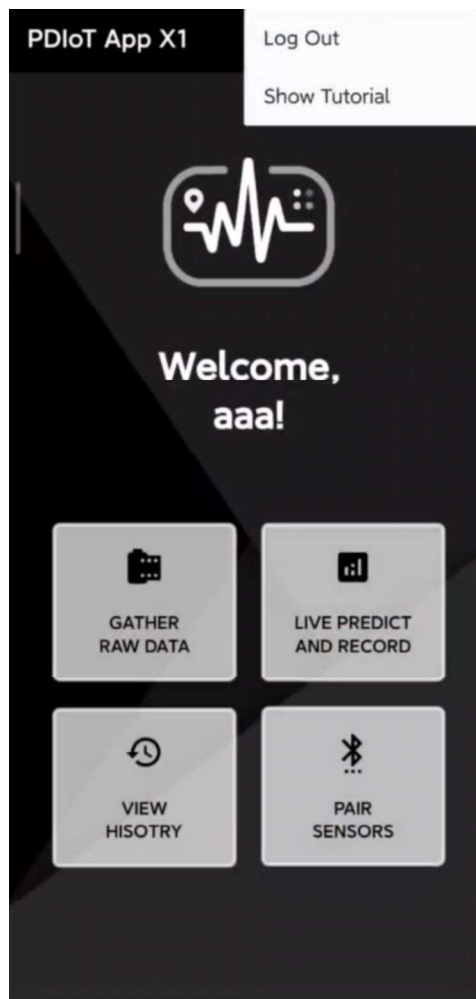 PDIoT App X1
Log Out
Show Tutorial
Welcome,
aaa!
GATHER
RAW DATA
LIVE PREDICT
AND RECORD
VIEW
HISOTRY
PAIR
SENSORS